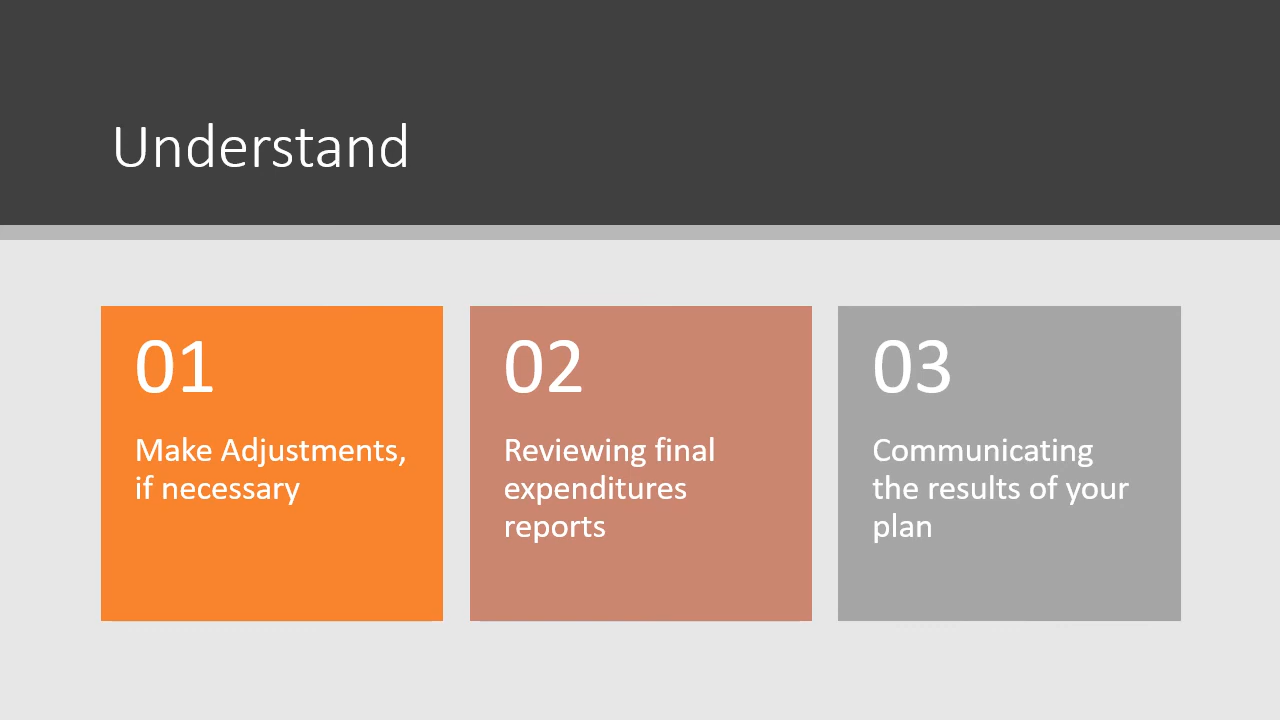 Understand
01
Make Adjustments,
if necessary
02
Reviewing final
expenditures
reports
03
Communicating
the results of your
plan